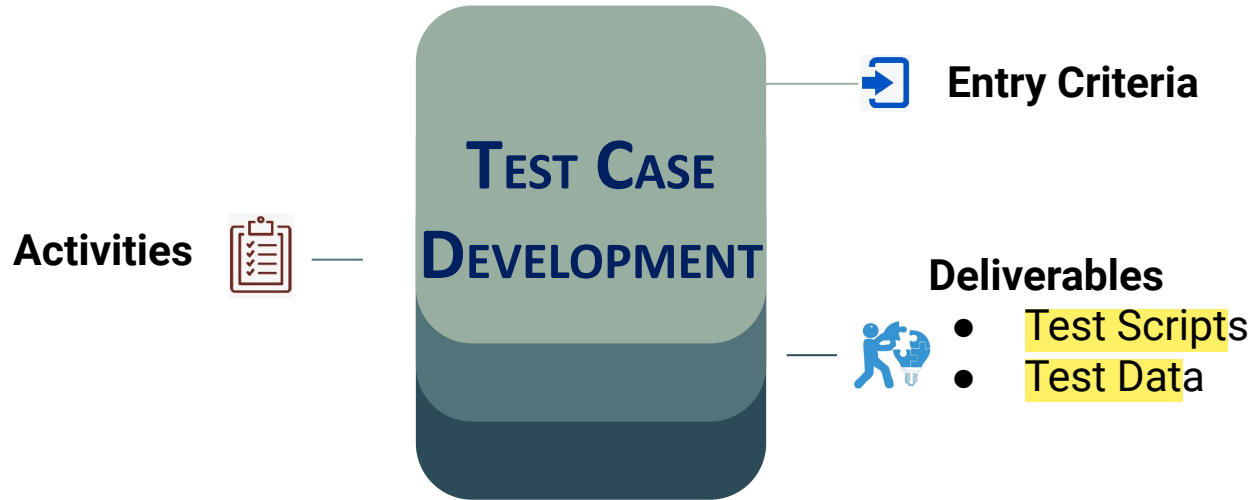 Entry Criteria
Test Case
Development
Activities
Deliverables
● Test Scripts
● Test Data